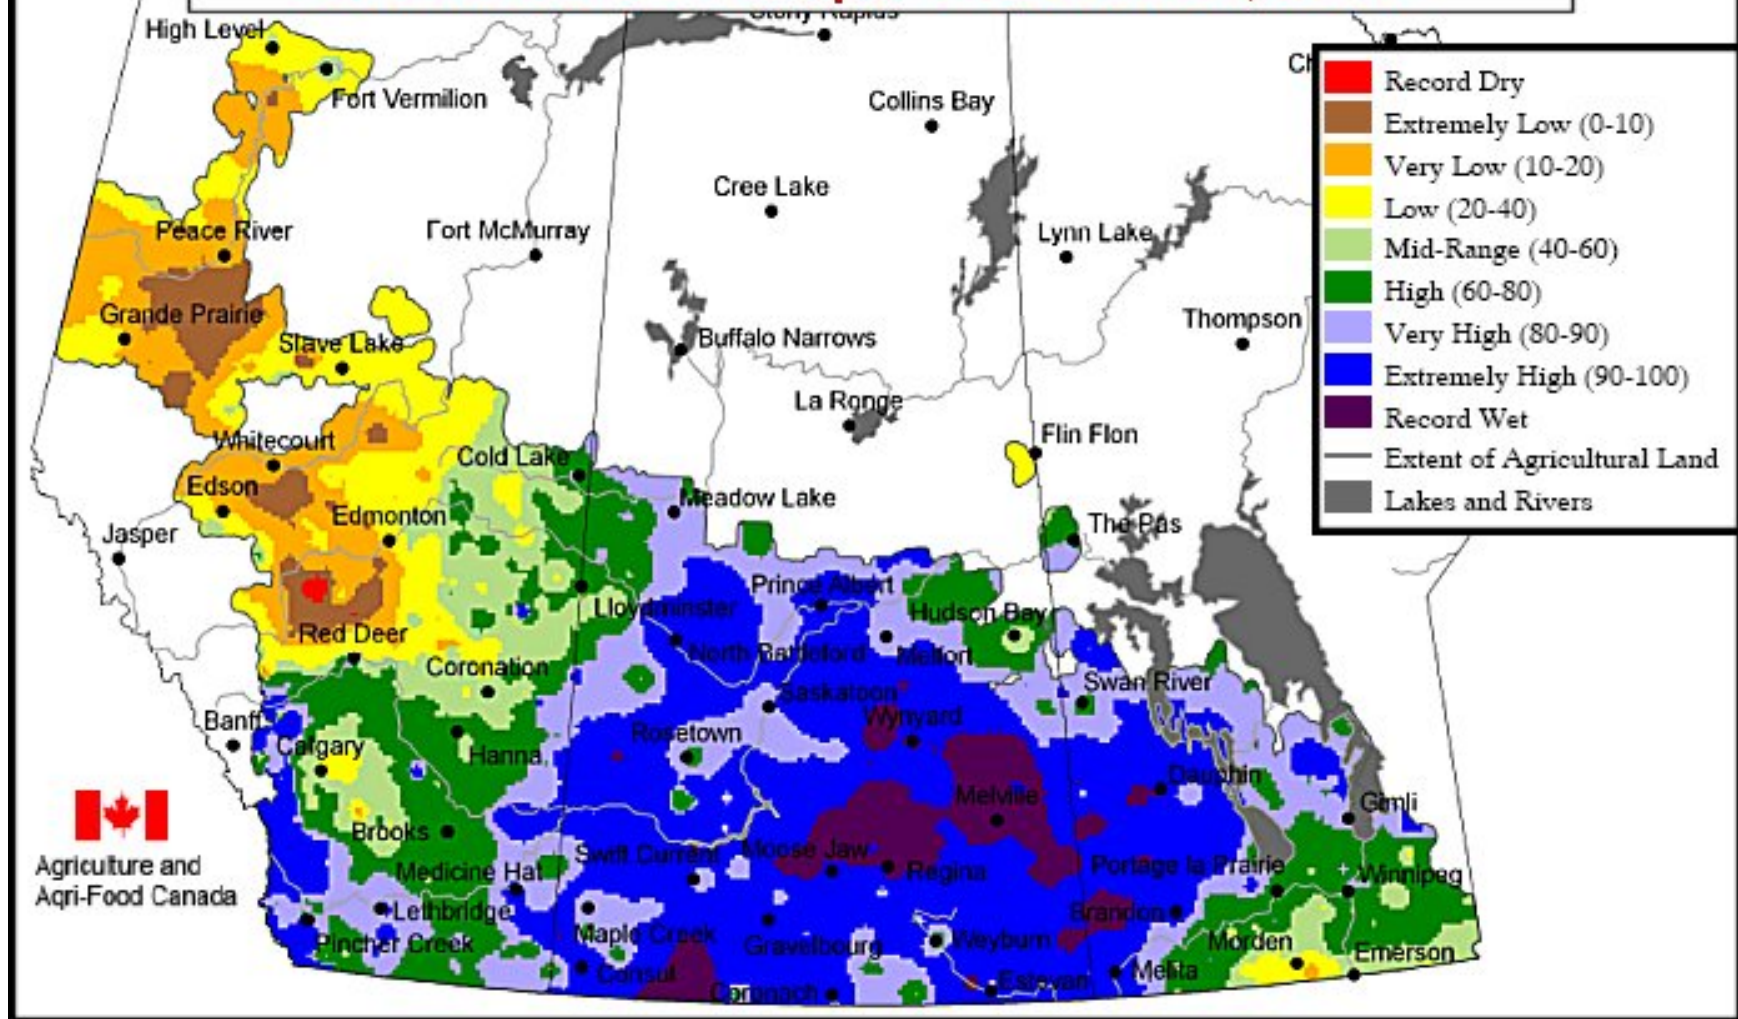 Stony Rapids
High Level
Fort Vermilion
Collins Bay
Cree Lake
Peace River
Fort McMurray
Lynn Lake
Grande Prairie
Slave Lake
Buffalo Narrows
Thompson
La Ronge
Flin Flon
Whitecourt
Cold Lake
Edson
Meadow Lake
Edmonton
The Pas
Jasper
Prince Albert
Lloydminster
Hudson Bay
Red Deer
North Battleford
Melfort
Coronation
Swan River
Saskatoon
Wynyard
Banff
Rosetown
Calgary
Hanna
Dauphin
Melville
Gimli
Brooks
Swift Current
Moose Jaw
Regina
Portage la Prairie
Winnipeg
Medicine Hat
Lethbridge
Brandon
Pincher Creek
Maple Creek
Gravelbourg
Weyburn
Morden
Emerson
Consul
Coronach
Estevan
Melita
Record Dry
Extremely Low (0-10)
Very Low (10-20)
Low (20-40)
Mid-Range (40-60)
High (60-80)
Very High (80-90)
Extremely High (90-100)
Record Wet
Extent of Agricultural Land
Lakes and Rivers
Agriculture and
Agri-Food Canada